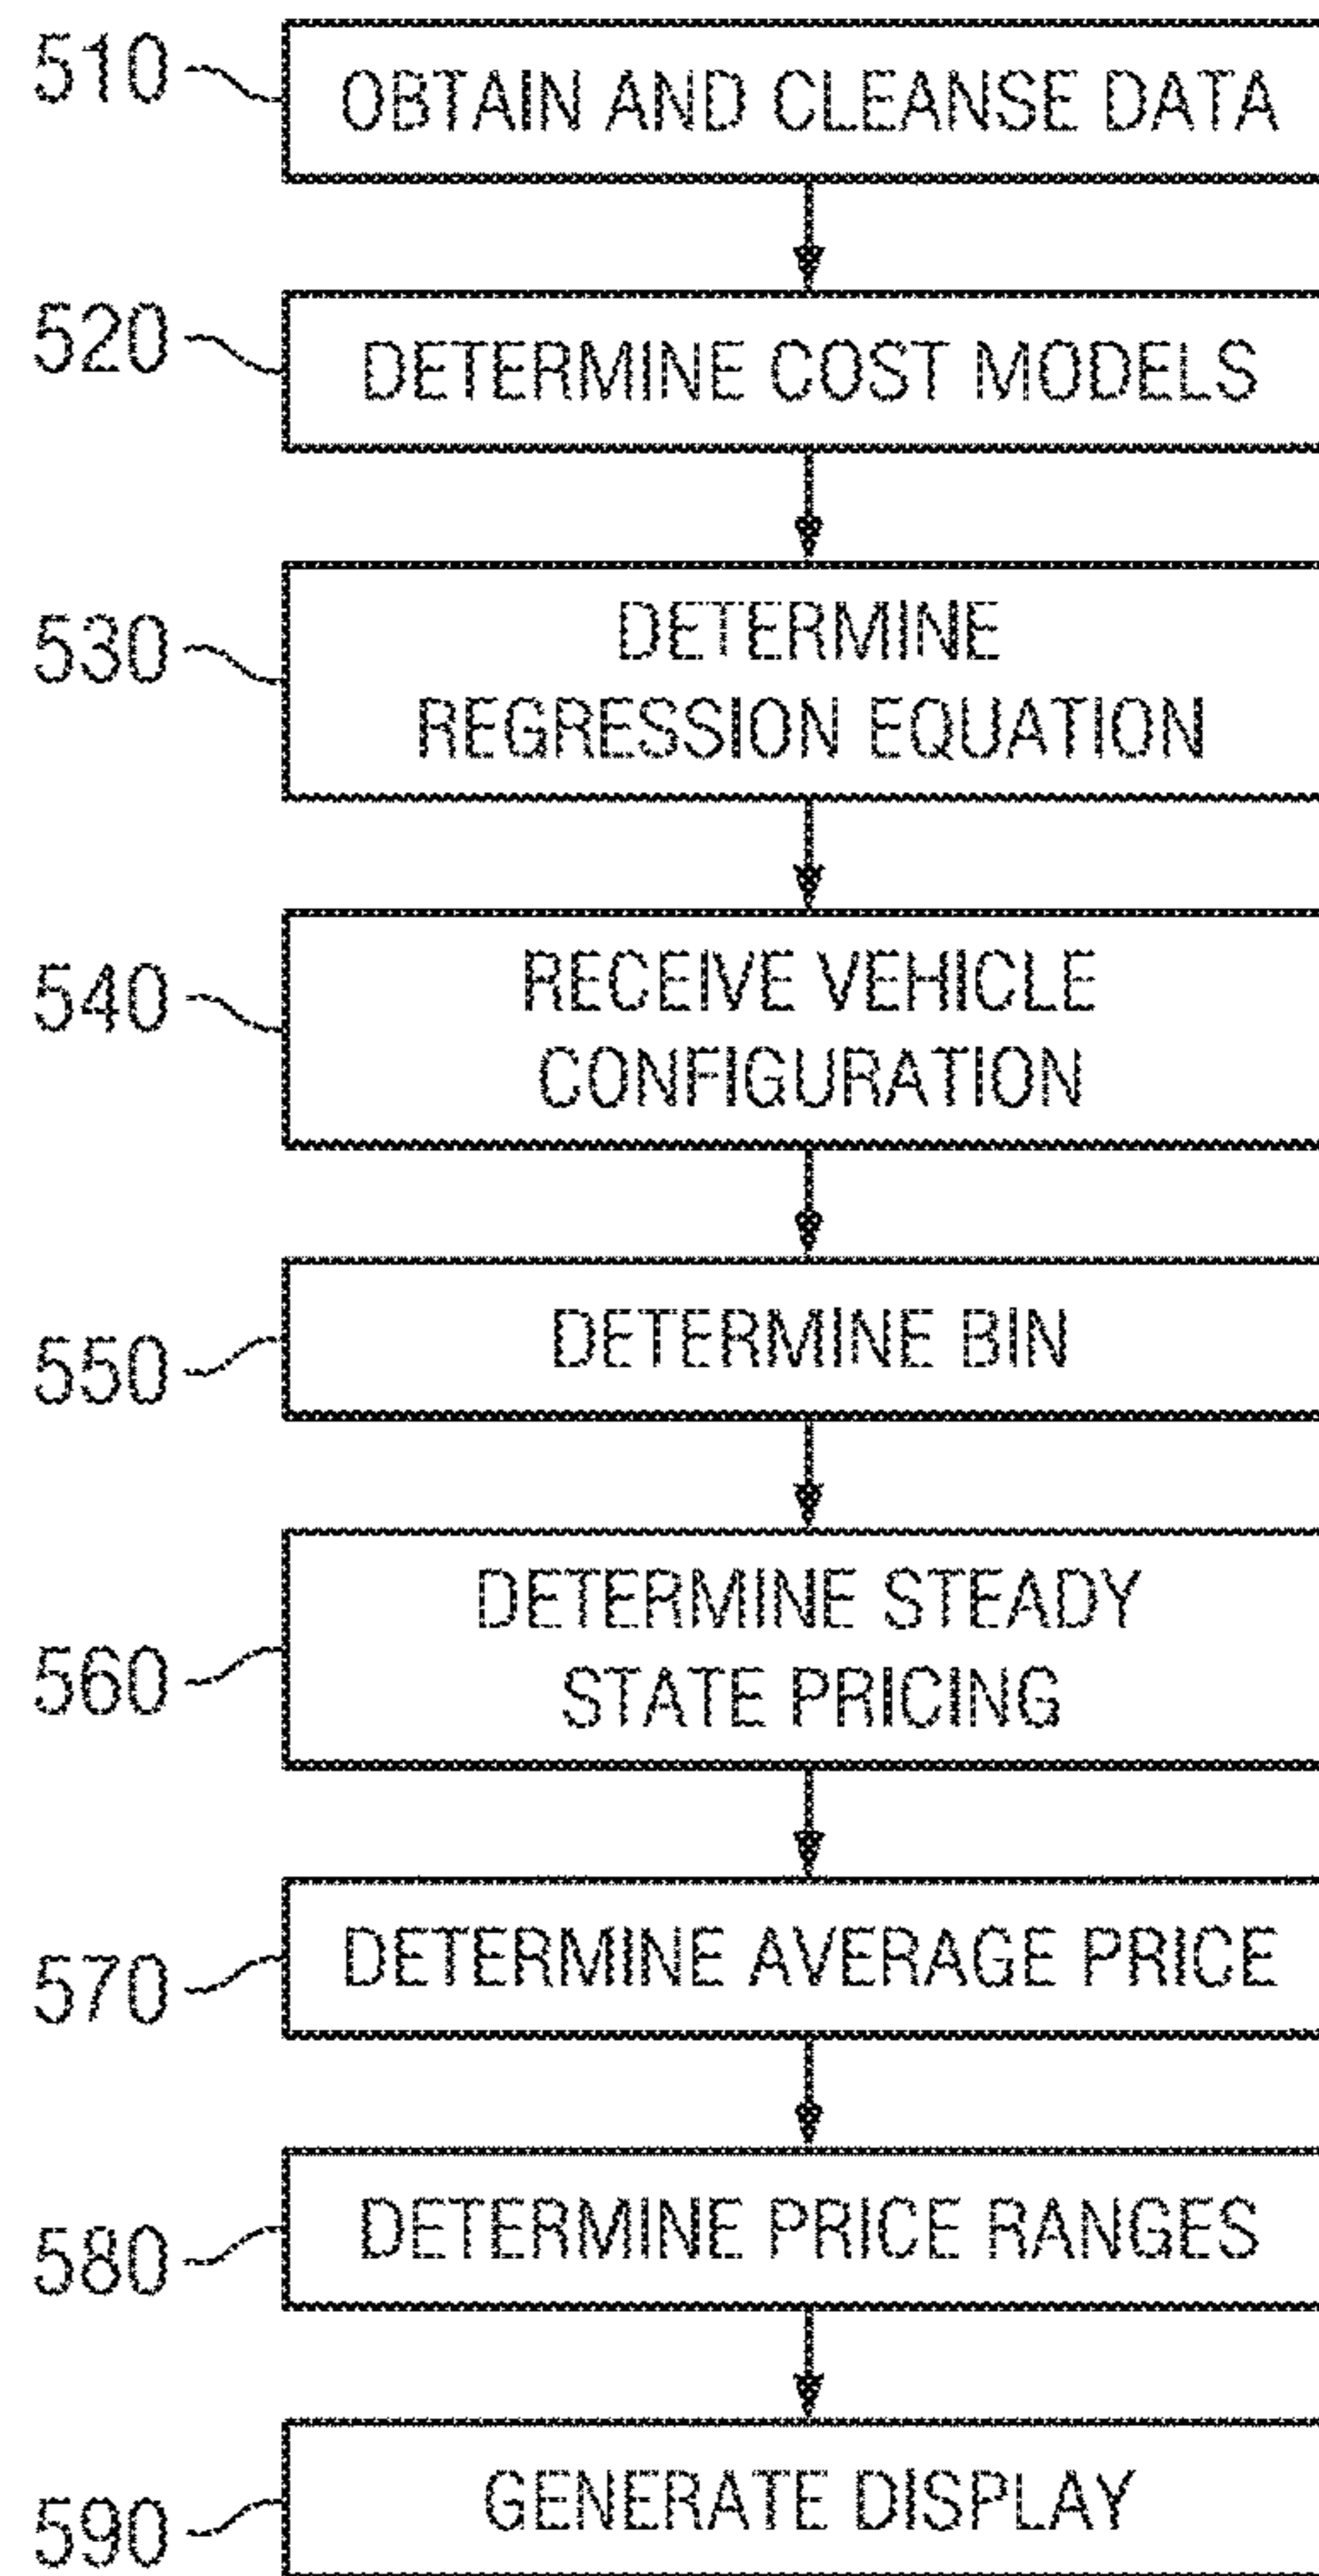 510
OBTAIN AND CLEANSE DATA
520
DETERMINE COST MODELS
530
DETERMINE
REGRESSION EQUATION
540
RECEIVE VEHICLE
CONFIGURATION
550
DETERMINE BIN
560
DETERMINE STEADY
STATE PRICING
570
DETERMINE AVERAGE PRICE
580
DETERMINE PRICE RANGES
590
GENERATE DISPLAY